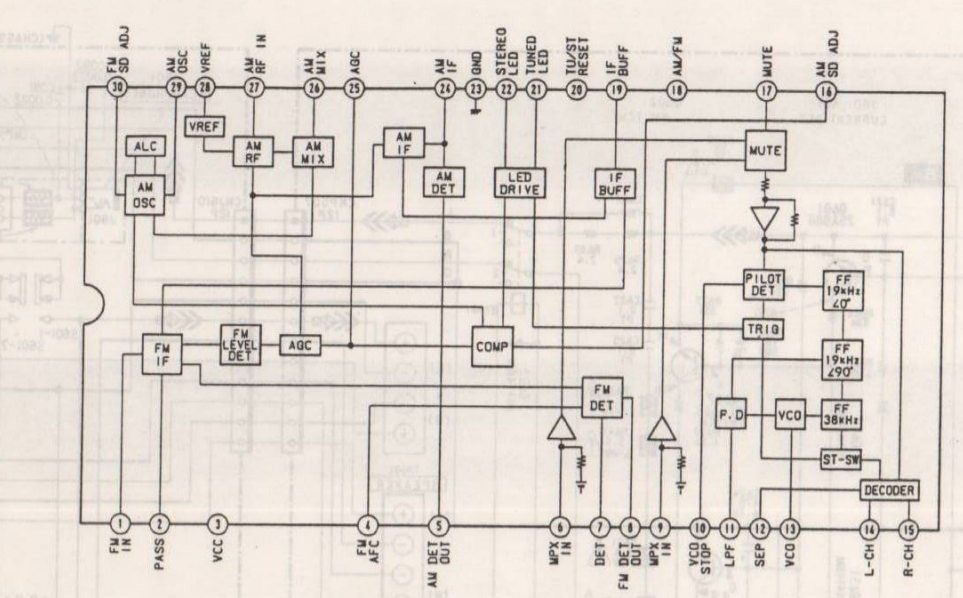 FM SD ADJ
AM OSC
VREF
AM RF IN
AM MIX
AGC
AM IF
GND
STEREO LED
TUNED LED
TU/ST RESET
IF BUFF
AM/FM
MUTE
AM SD ADJ
30
29
28
27
26
25
24
23
22
21
20
19
18
17
16
VREF
ALC
AM OSC
AM RF
AM MIX
AM IF
AM DET
LED DRIVE
IF BUFF
MUTE
PILOT DET
FF 19kHz ∠0°
TRIG
FM IF
FM LEVEL DET
AGC
COMP
FF 19kHz ∠90°
FM DET
P.D
VCO
FF 38kHz
ST-SW
DECODER
1
2
3
4
5
6
7
8
9
10
11
12
13
14
15
FM IN
PASS
VCC
FM AFC
AM DET OUT
MPX IN
DET
FM DET OUT
MPX IN
VCO STOP
LPF
SEP
VCO
L-CH
R-CH